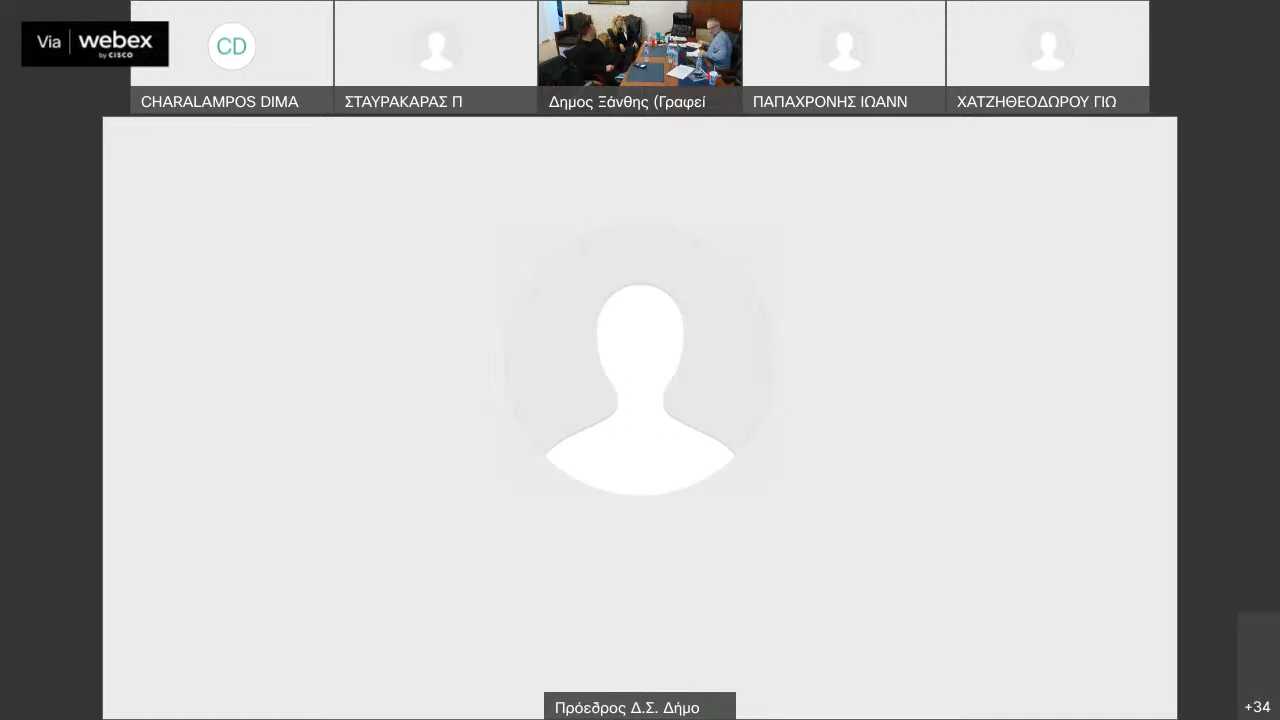 Via webex
by CISCO
CD
CHARALAMPOS DIMA
ΣΤΑΥΡΑΚΑΡΑΣ Π
Δημος Ξάνθης (Γραφεί
ΠΑΠΑΧΡΟΝΗΣ ΙΩΑΝΝ
ΧΑΤΖΗΘΕΟΔΩΡΟΥ ΓΙΩ
Πρόεδρος Δ.Σ. Δήμο
+34